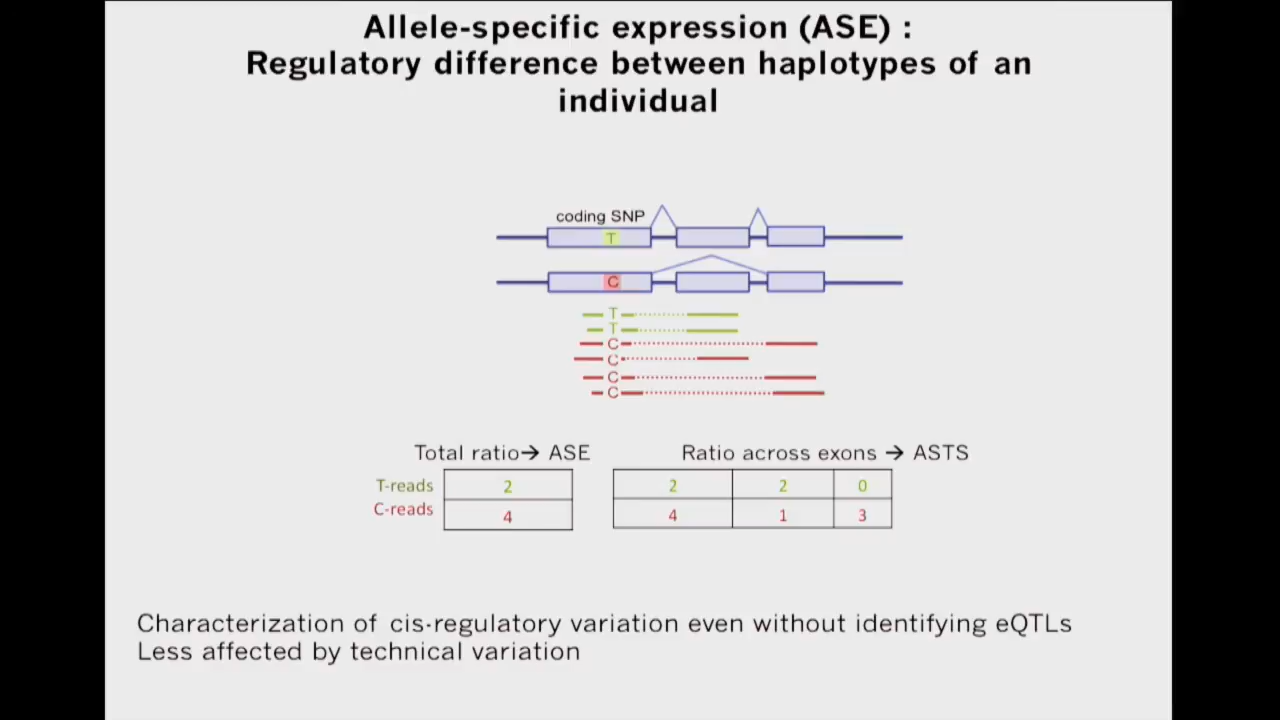 Allele-specific expression (ASE) :
Regulatory difference between haplotypes of an
individual
coding SNP
T
C
T
T
C
C
C
C
Total ratio→ ASE
Ratio across exons → ASTS
T-reads 2 2 2 0
C-reads 4 4 1 3
Characterization of cis-regulatory variation even without identifying eQTLs
Less affected by technical variation